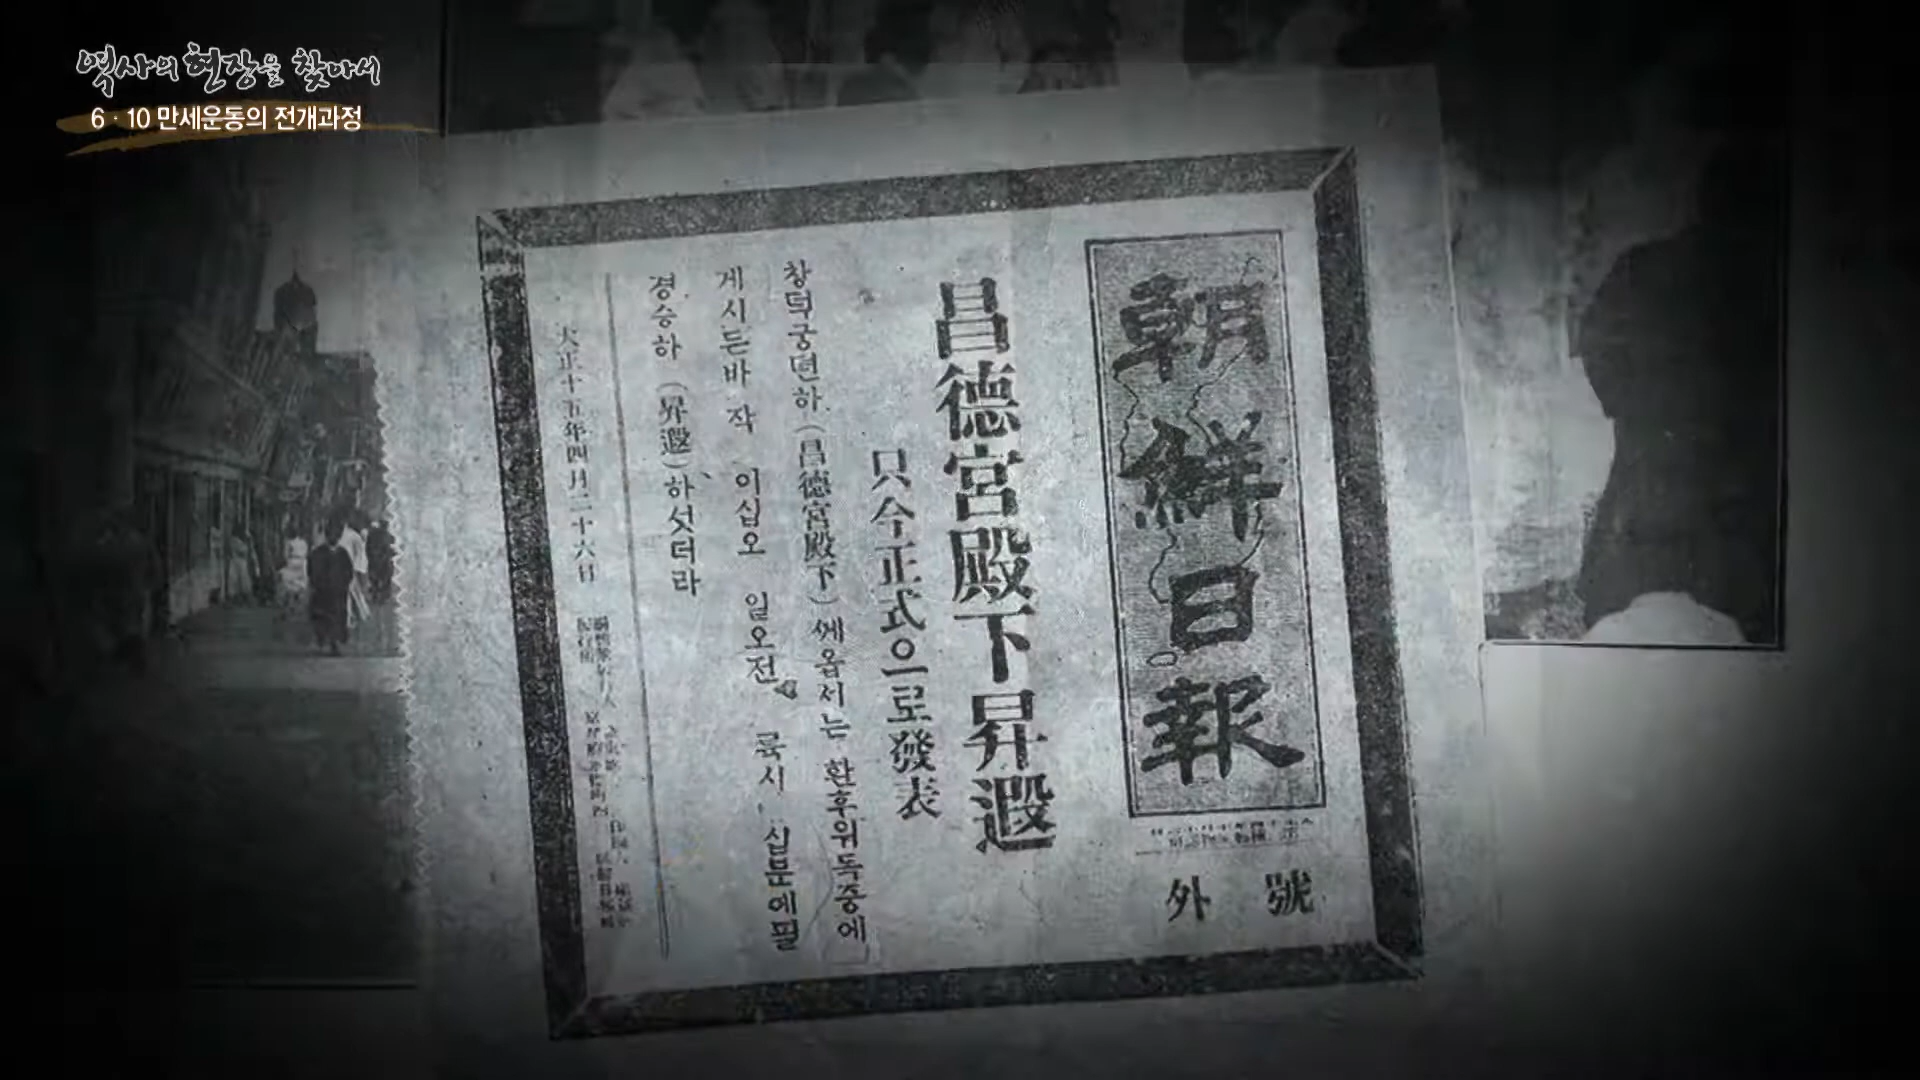 역사의 현장을 찾아서
6·10 만세운동의 전개과정
朝鮮日報
號外
昌德宮殿下昇遐
只今正式으로發表
창덕궁뎐하(昌德宮殿下)께옵서는 환후위독중에
게시든바 작 이십오 일오전 륙시 십분에필
경승하(昇遐)하섯더라
大正十五年四月二十六日